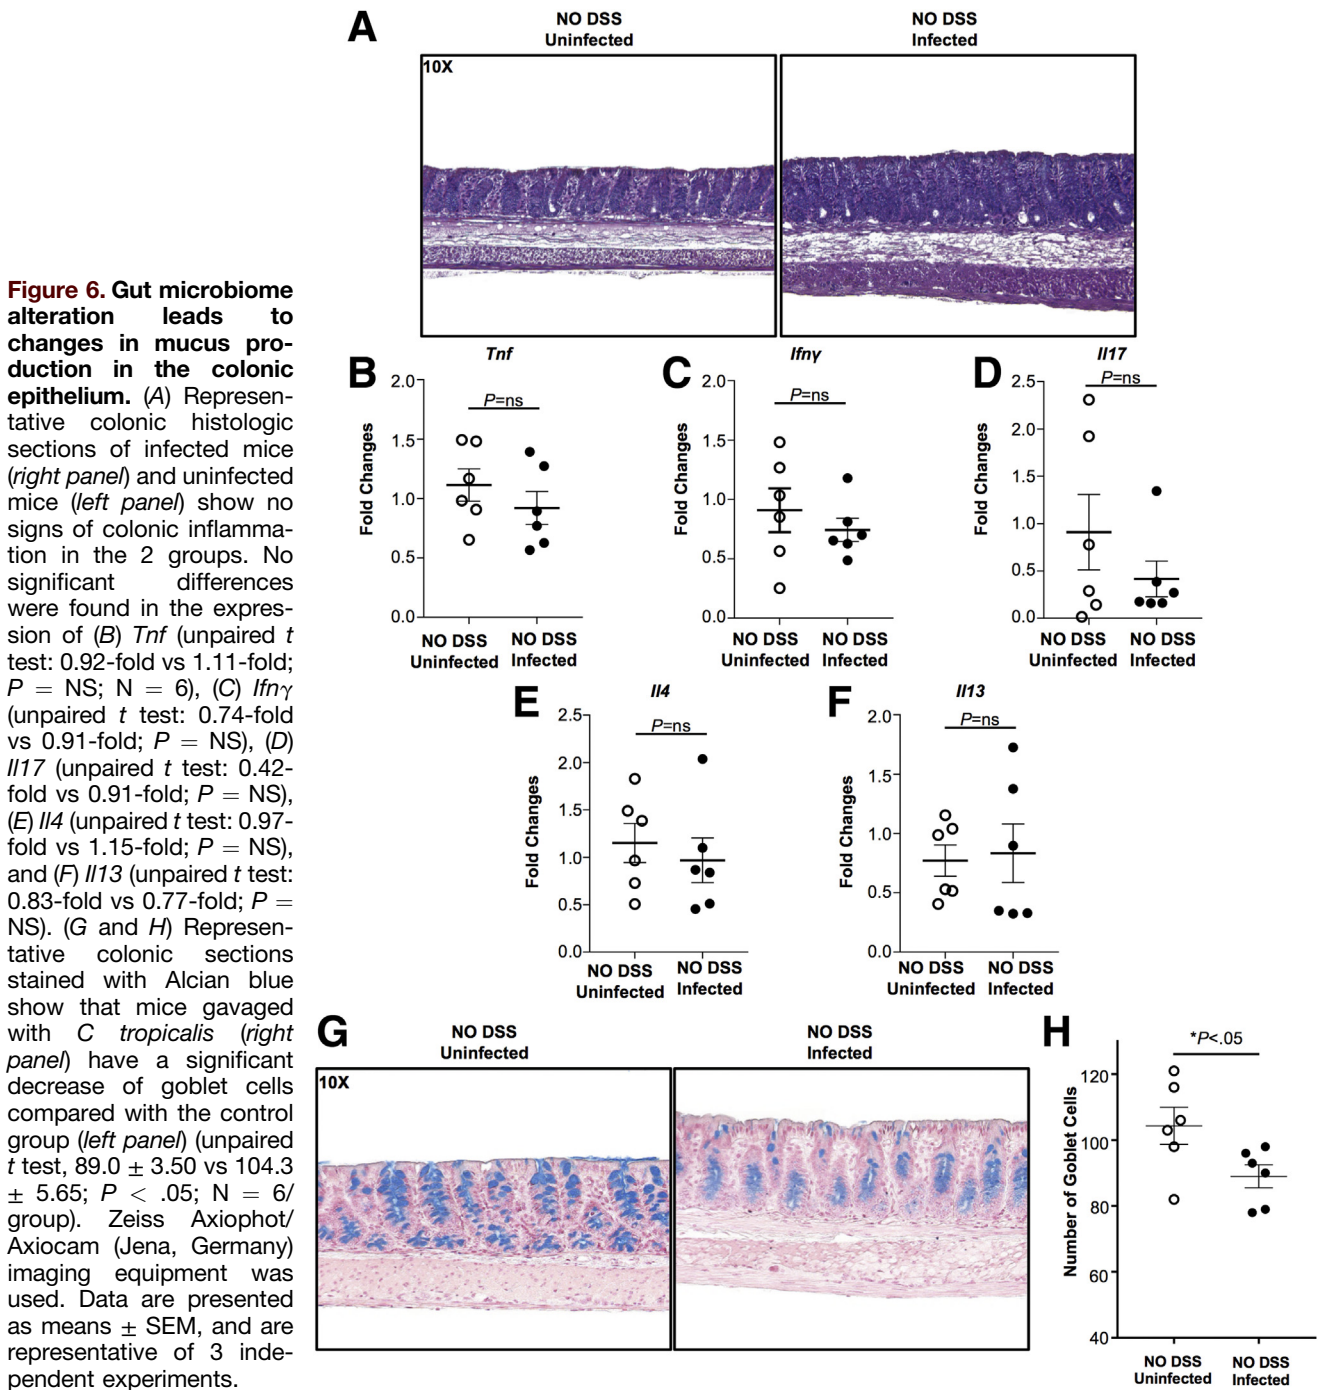 Figure 6. Gut microbiome
alteration leads to
changes in mucus pro-
duction in the colonic
epithelium. (A) Represen-
tative colonic histologic
sections of infected mice
(right panel) and uninfected
mice (left panel) show no
signs of colonic inflamma-
tion in the 2 groups. No
significant differences
were found in the expres-
sion of (B) Tnf (unpaired t
test: 0.92-fold vs 1.11-fold;
P = NS; N = 6), (C) Ifnγ
(unpaired t test: 0.74-fold
vs 0.91-fold; P = NS), (D)
Il17 (unpaired t test: 0.42-
fold vs 0.91-fold; P = NS),
(E) Il4 (unpaired t test: 0.97-
fold vs 1.15-fold; P = NS),
and (F) Il13 (unpaired t test:
0.83-fold vs 0.77-fold; P =
NS). (G and H) Represen-
tative colonic sections
stained with Alcian blue
show that mice gavaged
with C tropicalis (right
panel) have a significant
decrease of goblet cells
compared with the control
group (left panel) (unpaired
t test, 89.0 ± 3.50 vs 104.3
± 5.65; P < .05; N = 6/
group). Zeiss Axiophot/
Axiocam (Jena, Germany)
imaging equipment was
used. Data are presented
as means ± SEM, and are
representative of 3 inde-
pendent experiments.
A
NO DSS
Uninfected
NO DSS
Infected
10X
B
Tnf
P=ns
Fold Changes
2.0
1.5
1.0
0.5
0.0
NO DSS
Uninfected
NO DSS
Infected
C
Ifnγ
P=ns
Fold Changes
2.0
1.5
1.0
0.5
0.0
NO DSS
Uninfected
NO DSS
Infected
D
Il17
P=ns
Fold Changes
2.5
2.0
1.5
1.0
0.5
0.0
NO DSS
Uninfected
NO DSS
Infected
E
Il4
P=ns
Fold Changes
2.5
2.0
1.5
1.0
0.5
0.0
NO DSS
Uninfected
NO DSS
Infected
F
Il13
P=ns
Fold Changes
2.0
1.5
1.0
0.5
0.0
NO DSS
Uninfected
NO DSS
Infected
G
NO DSS
Uninfected
NO DSS
Infected
10X
H
*P<.05
Number of Goblet Cells
120
100
80
60
40
NO DSS
Uninfected
NO DSS
Infected